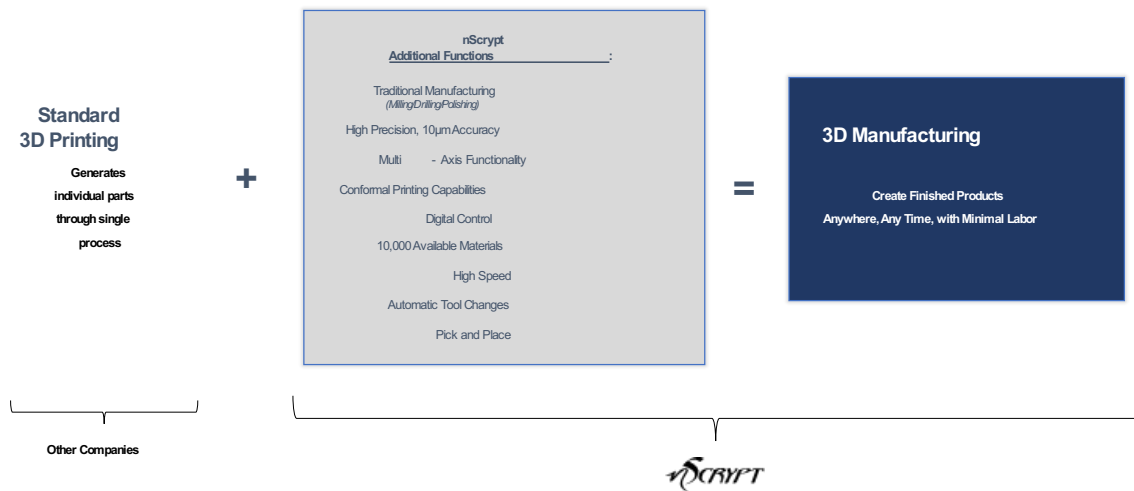 Standard
3D Printing
Generates
individual parts
through single
process
+
nScrypt
Additional Functions :
Traditional Manufacturing
(MillingDrillingPolishing)
High Precision, 10µm Accuracy
Multi - Axis Functionality
Conformal Printing Capabilities
Digital Control
10,000 Available Materials
High Speed
Automatic Tool Changes
Pick and Place
=
3D Manufacturing
Create Finished Products
Anywhere, Any Time, with Minimal Labor
Other Companies
nScrypt